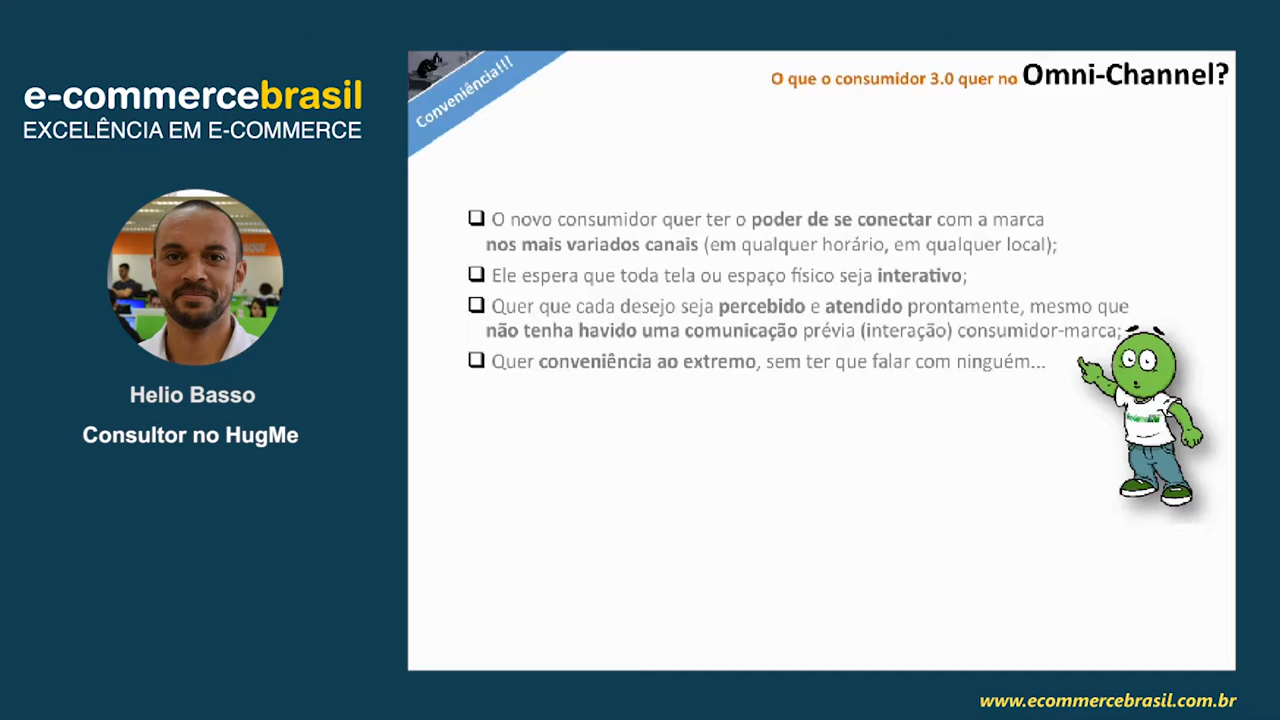 e-commercebrasil
EXCELÊNCIA EM E-COMMERCE
Helio Basso
Consultor no HugMe
Conveniência!!!
O que o consumidor 3.0 quer no Omni-Channel?
❑ O novo consumidor quer ter o poder de se conectar com a marca
nos mais variados canais (em qualquer horário, em qualquer local);
❑ Ele espera que toda tela ou espaço físico seja interativo;
❑ Quer que cada desejo seja percebido e atendido prontamente, mesmo que
não tenha havido uma comunicação prévia (interação) consumidor-marca;
❑ Quer conveniência ao extremo, sem ter que falar com ninguém...
www.ecommercebrasil.com.br